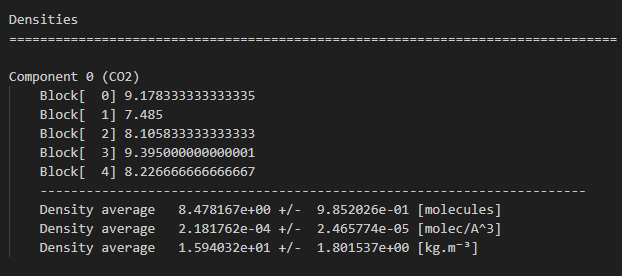 Densities
===============================================================================
Component 0 (CO2)
Block[  0] 9.178333333333335
Block[  1] 7.485
Block[  2] 8.105833333333333
Block[  3] 9.395000000000001
Block[  4] 8.226666666666667
-----------------------------------------------------------------------
Density average   8.478167e+00 +/-  9.852026e-01 [molecules]
Density average   2.181762e-04 +/-  2.465774e-05 [molec/A^3]
Density average   1.594032e+01 +/-  1.801537e+00 [kg.m⁻³]